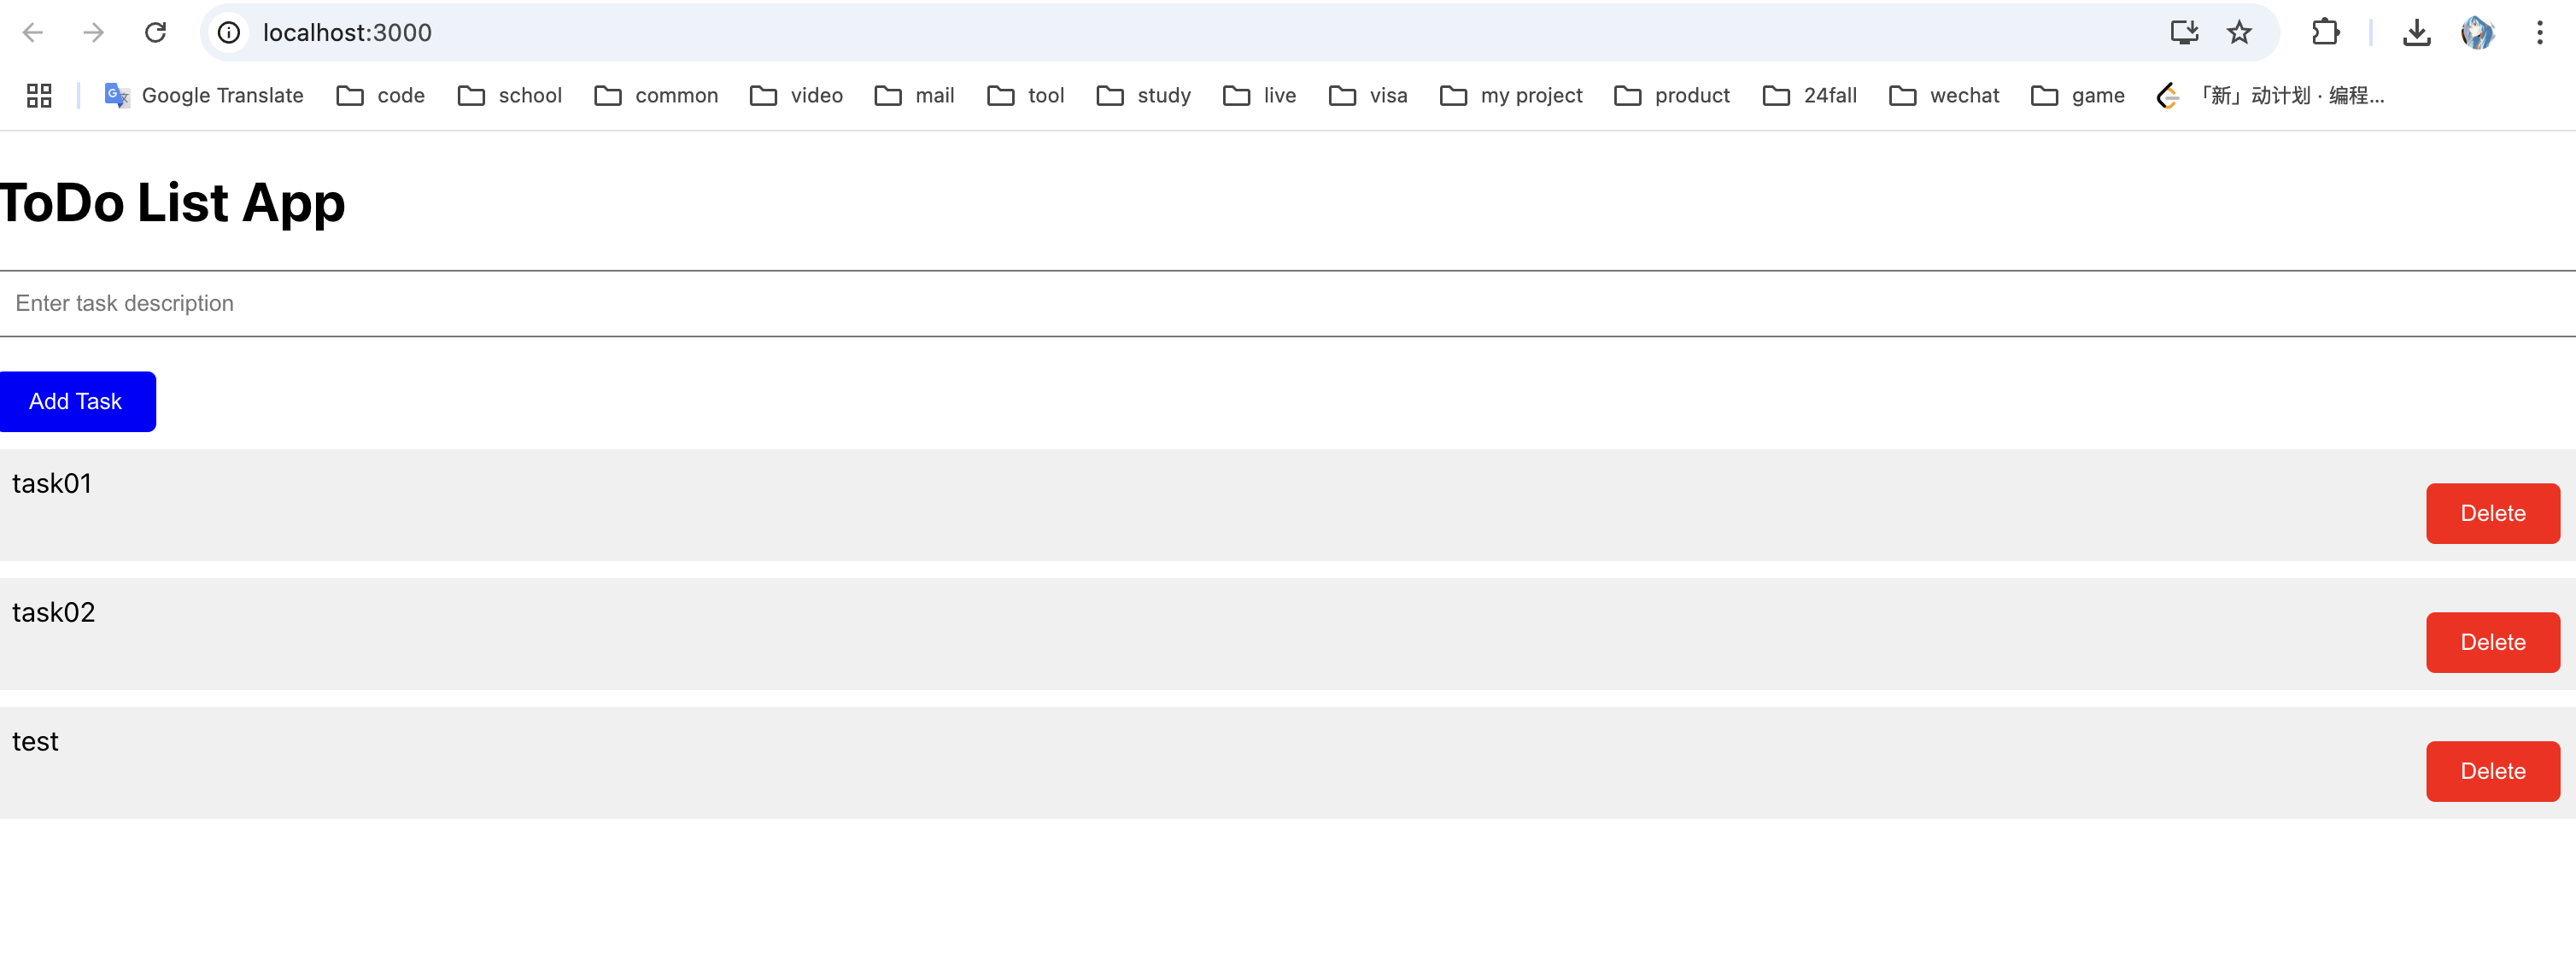 localhost:3000
Google Translate code school common video mail tool study live visa my project product 24fall wechat game 「新」动计划 · 编程...
ToDo List App
Enter task description
Add Task
task01
Delete
task02
Delete
test
Delete